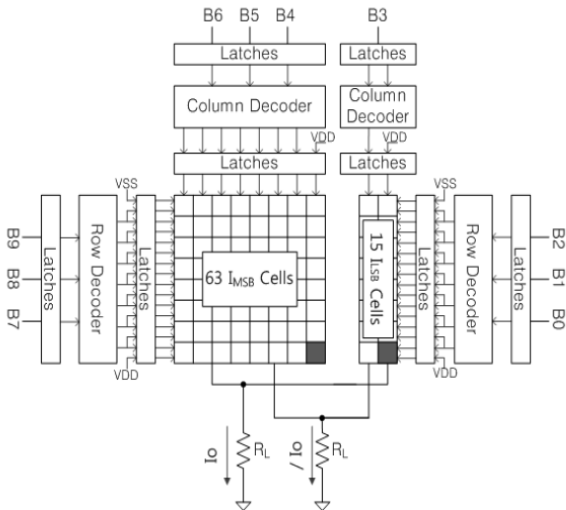 B6 B5 B4 B3
Latches Latches
Column Decoder Column
Decoder
VDD VDD
Latches Latches
VSS VSS
B9 B8 B7
Latches
Row Decoder
Latches
63 IMSB Cells
15 ILSB Cells
Latches
Row Decoder
Latches
B2 B1 B0
VDD VDD
IO RL IO/ RL